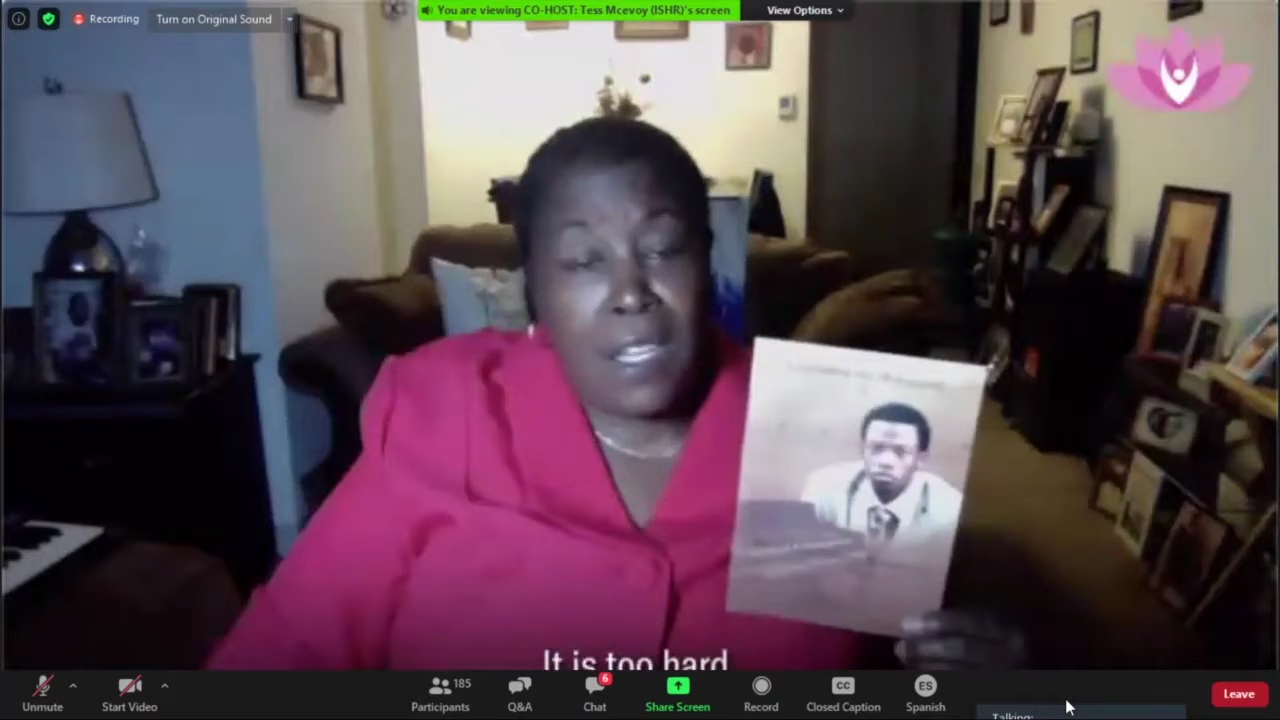 Recording
Turn on Original Sound
You are viewing CO-HOST: Tess Mcevoy (ISHR)'s screen
View Options
It is too hard
Unmute
Start Video
185
Participants
Q&A
6
Chat
Share Screen
Record
CC
Closed Caption
ES
Spanish
Talking:
Leave